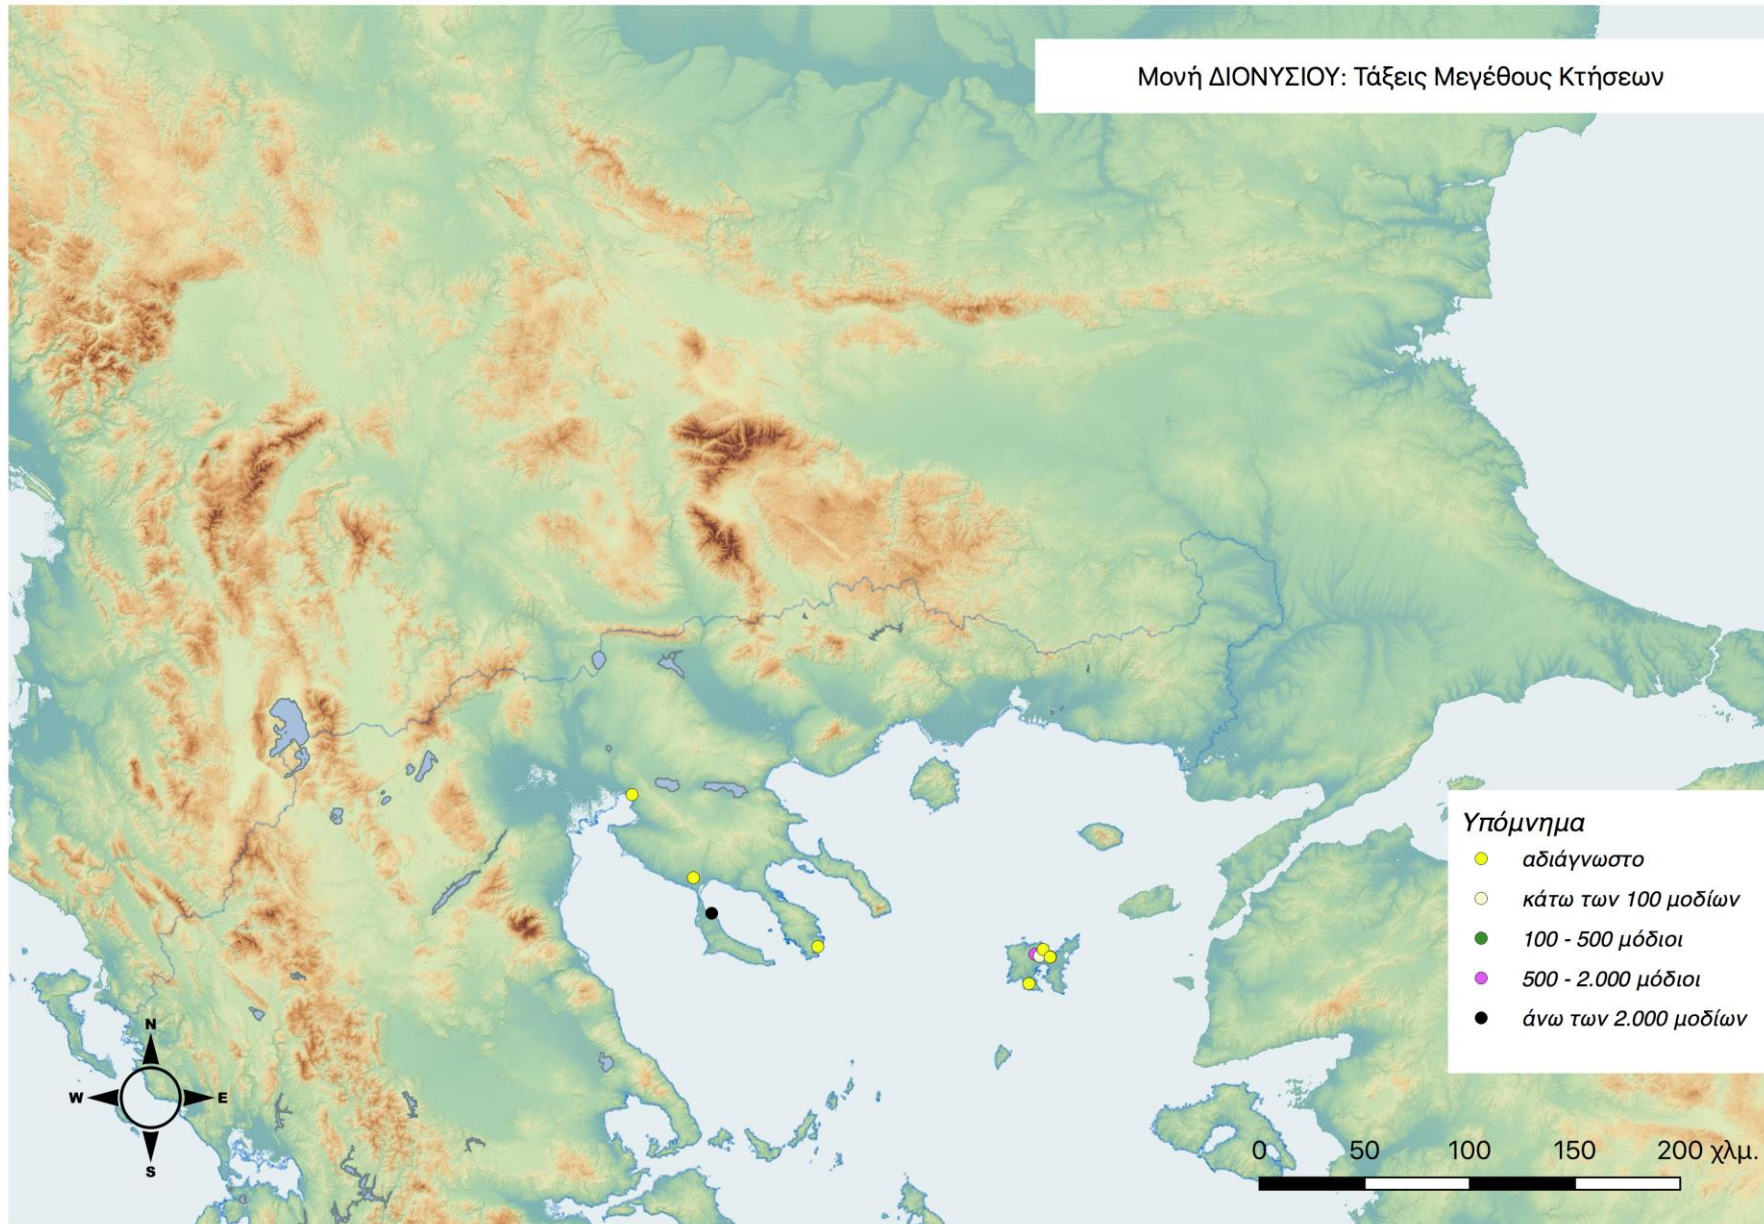 Μονή ΔΙΟΝΥΣΙΟΥ: Τάξεις Μεγέθους Κτήσεων
Υπόμνημα
αδιάγνωστο
κάτω των 100 μοδίων
100 - 500 μόδιοι
500 - 2.000 μόδιοι
άνω των 2.000 μοδίων
N
W E
S
0 50 100 150 200 χλμ.